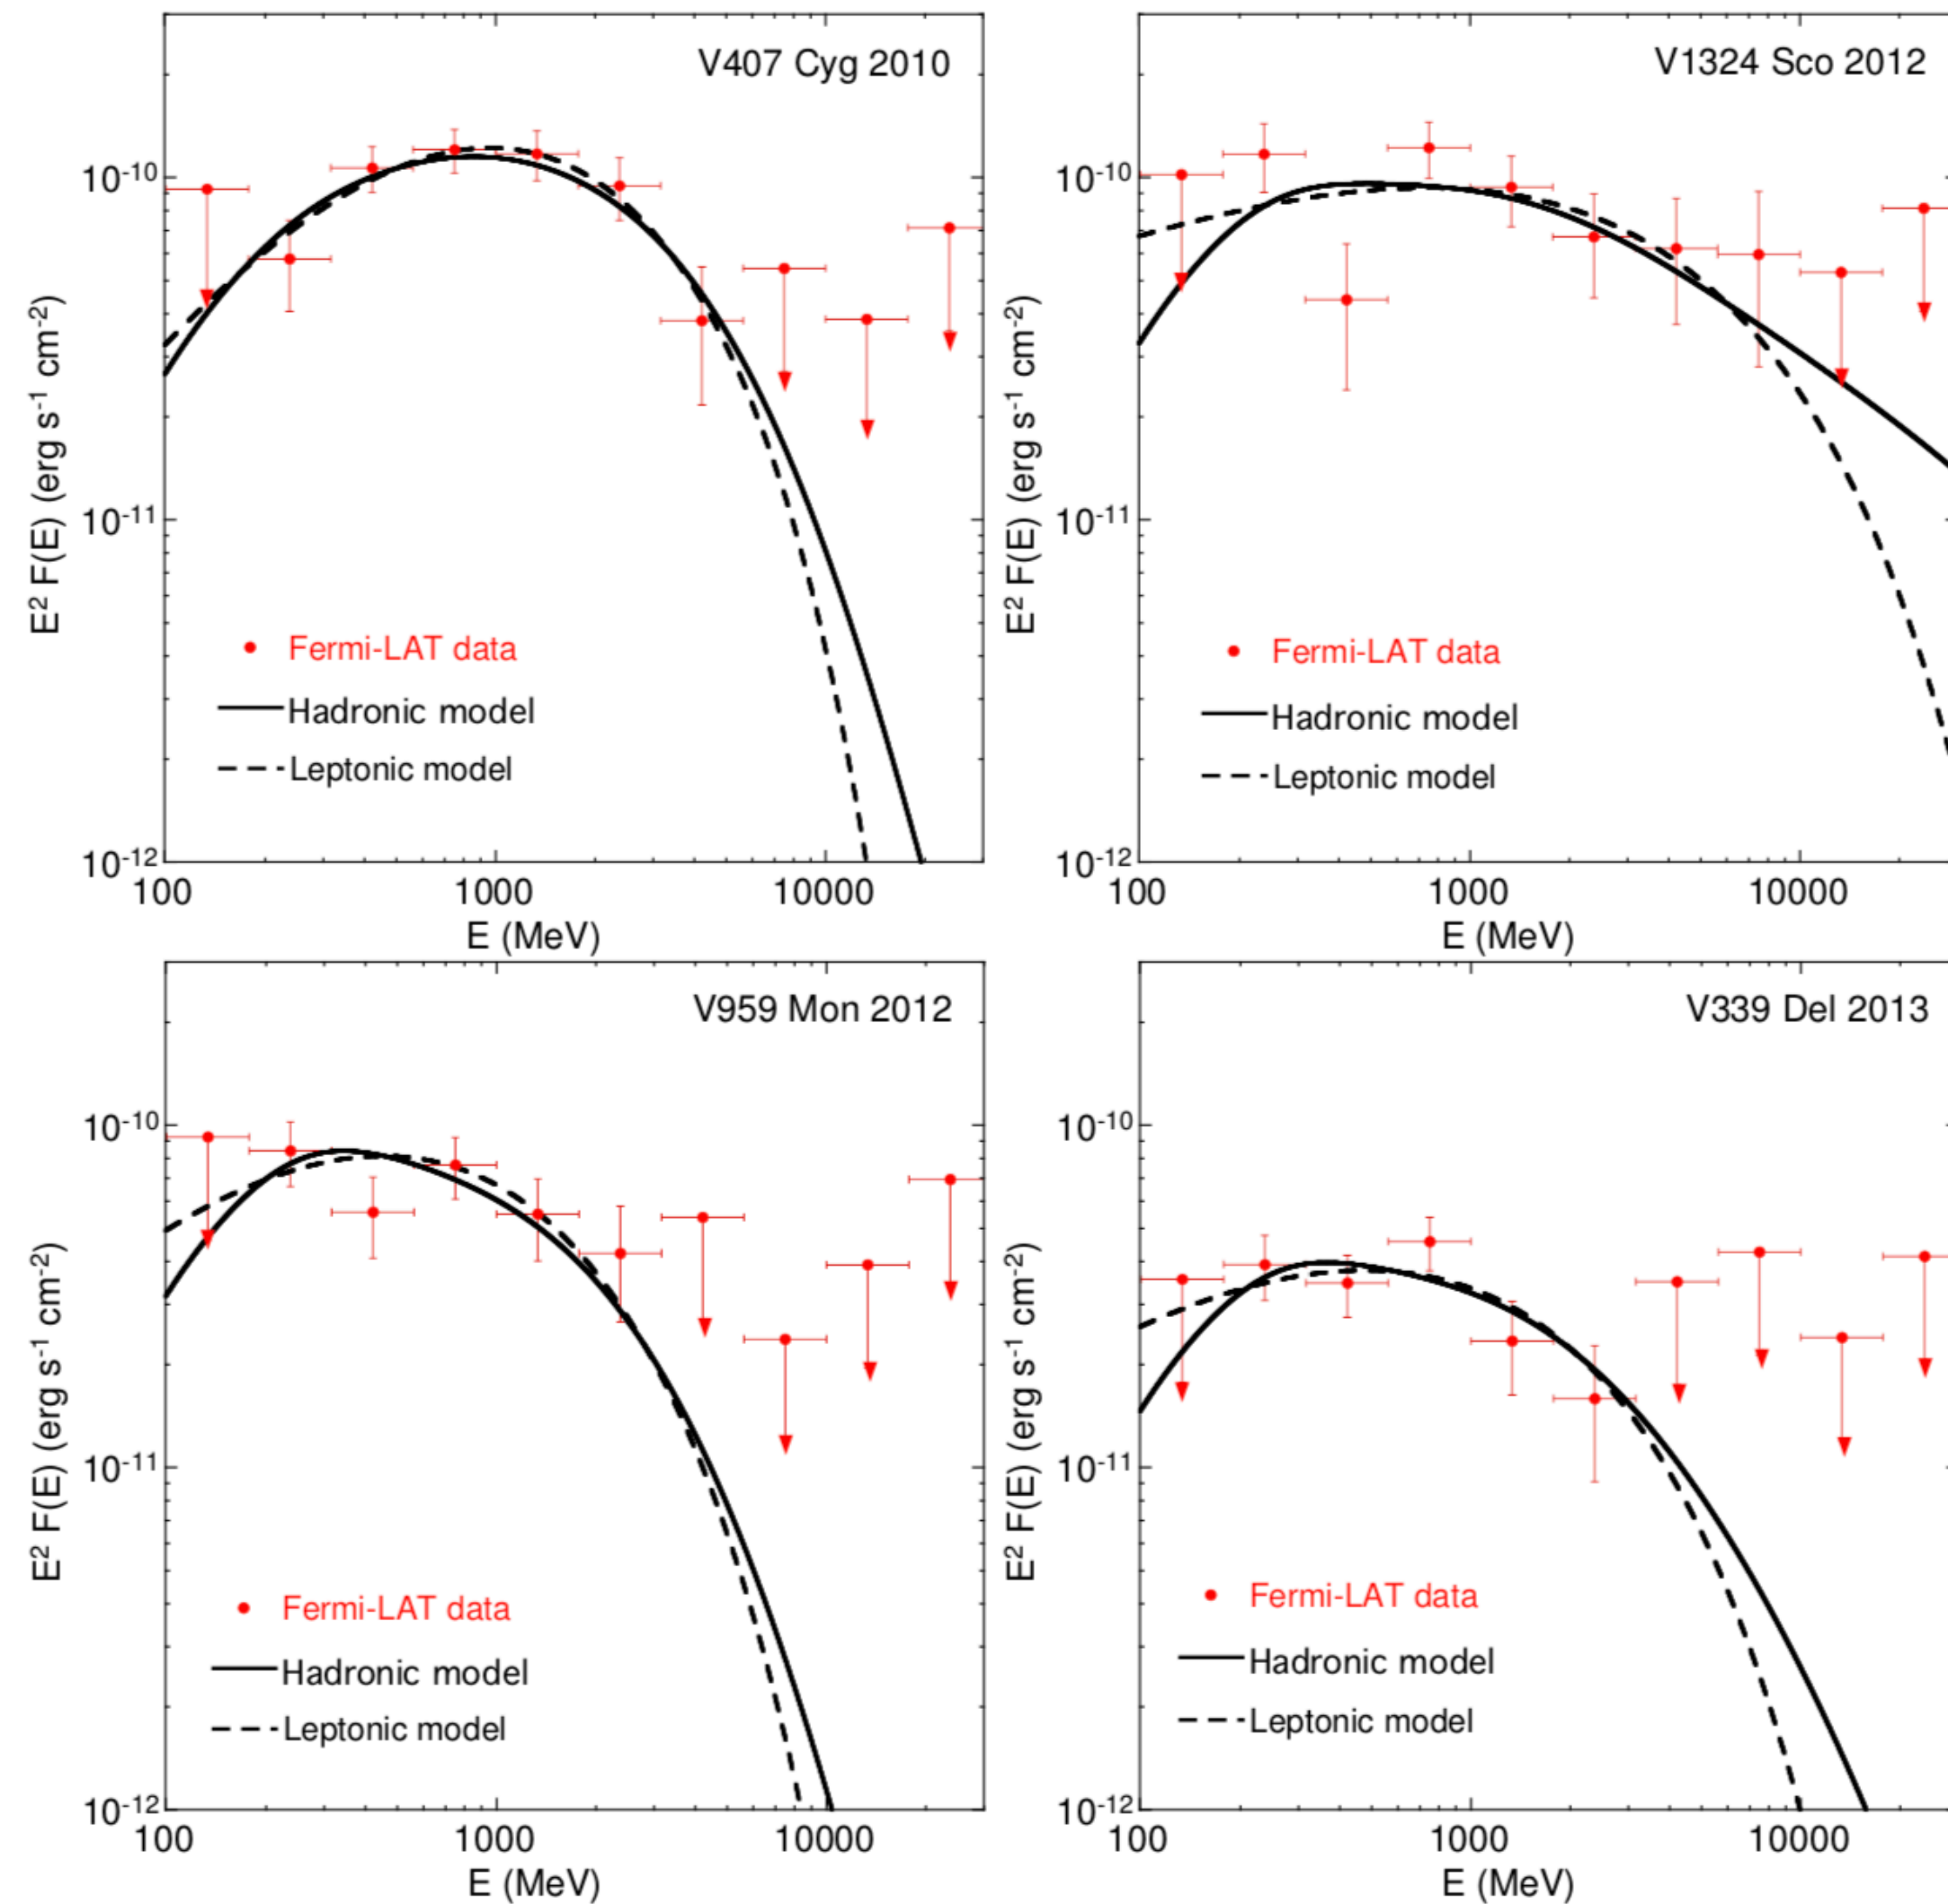 V407 Cyg 2010
10⁻¹⁰
10⁻¹¹
10⁻¹²
E² F(E) (erg s⁻¹ cm⁻²)
Fermi-LAT data
Hadronic model
Leptonic model
100 1000 10000
E (MeV)
V1324 Sco 2012
10⁻¹⁰
10⁻¹¹
10⁻¹²
E² F(E) (erg s⁻¹ cm⁻²)
Fermi-LAT data
Hadronic model
Leptonic model
100 1000 10000
E (MeV)
V959 Mon 2012
10⁻¹⁰
10⁻¹¹
10⁻¹²
E² F(E) (erg s⁻¹ cm⁻²)
Fermi-LAT data
Hadronic model
Leptonic model
100 1000 10000
E (MeV)
V339 Del 2013
10⁻¹⁰
10⁻¹¹
10⁻¹²
E² F(E) (erg s⁻¹ cm⁻²)
Fermi-LAT data
Hadronic model
Leptonic model
100 1000 10000
E (MeV)